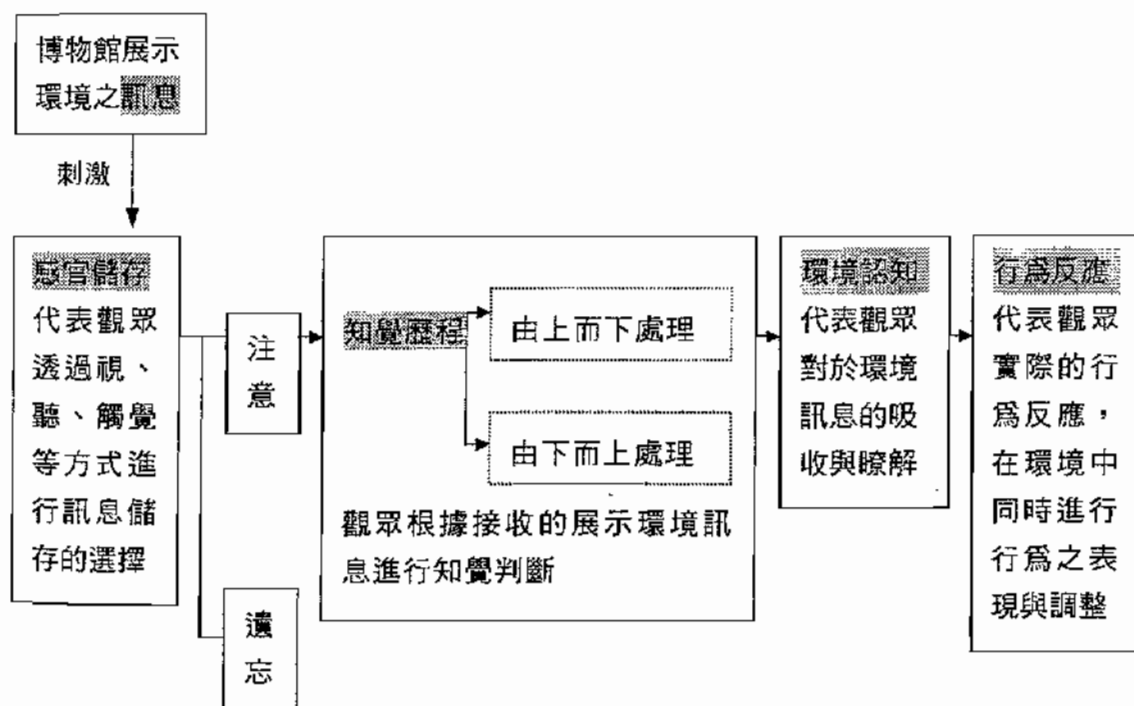 博物館展示
環境之訊息
刺激
感官儲存
代表觀眾
透過視、
聽、觸覺
等方式進
行訊息儲
存的選擇
注
意
遺
忘
知覺歷程
由上而下處理
由下而上處理
觀眾根據接收的展示環境訊
息進行知覺判斷
環境認知
代表觀眾
對於環境
訊息的吸
收與瞭解
行為反應
代表觀眾
實際的行
為反應，
在環境中
同時進行
行為之表
現與調整